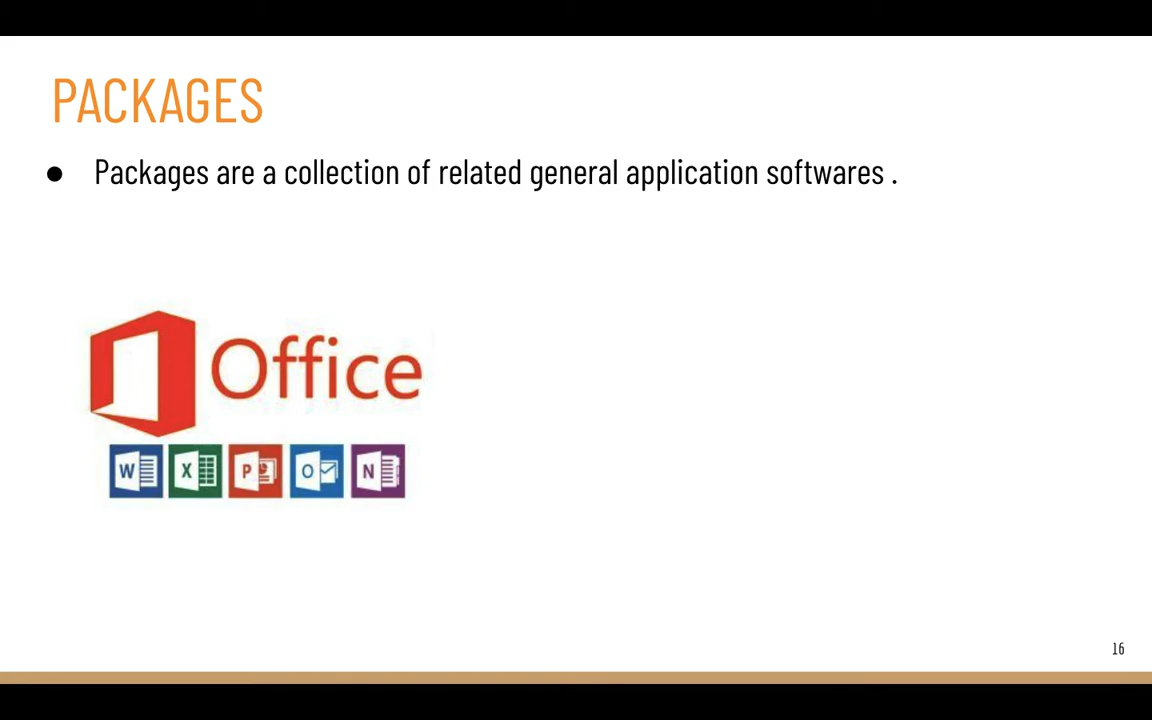 PACKAGES
● Packages are a collection of related general application softwares .
Office
W X P O N
16